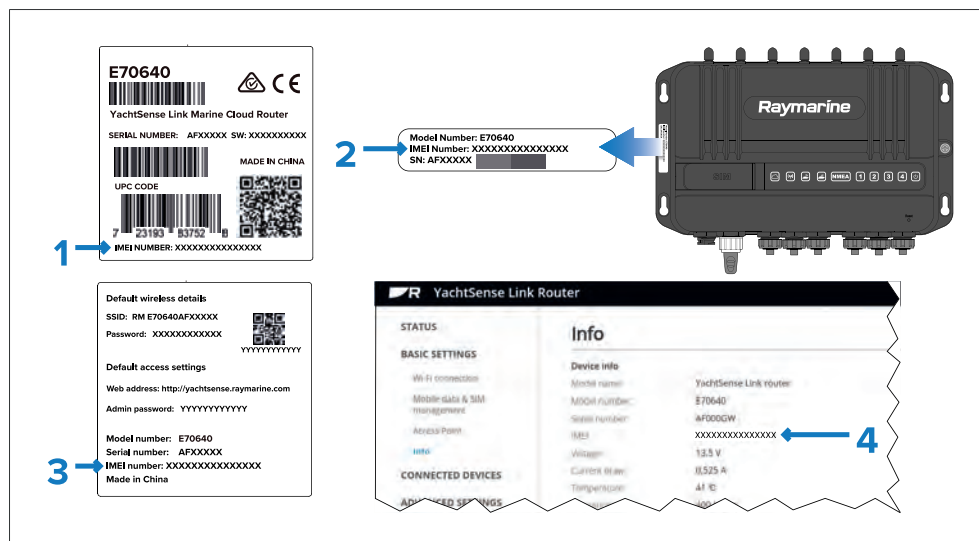 E70640
YachtSense Link Marine Cloud Router
SERIAL NUMBER: AFXXXXX SW: XXXXXXXXXX
MADE IN CHINA
UPC CODE
7 23193 83752 8
1
IMEI NUMBER: XXXXXXXXXXXXXXX
2
Model Number: E70640
IMEI Number: XXXXXXXXXXXXXXX
SN: AFXXXXX
Raymarine
NMEA 1 2 3 4
Default wireless details
SSID: RM E70640AFXXXXX
Password: XXXXXXXXXXXX
YYYYYYYYYYYY
Default access settings
Web address: http://yachtsense.raymarine.com
Admin password: YYYYYYYYYYYY
Model number: E70640
Serial number: AFXXXXX
3
IMEI number: XXXXXXXXXXXXXXX
Made in China
R YachtSense Link Router
STATUS
BASIC SETTINGS
Wi-Fi connection
Mobile data & SIM
management
Access Point
Info
CONNECTED DEVICES
ADVANCED SETTINGS
Info
Device info
Model name: YachtSense Link router
Model number: E70640
Serial number: AF000GW
IMEI XXXXXXXXXXXXXXX
4
Voltage: 13.5 V
Current draw: 0,525 A
Temperature: 41 °C